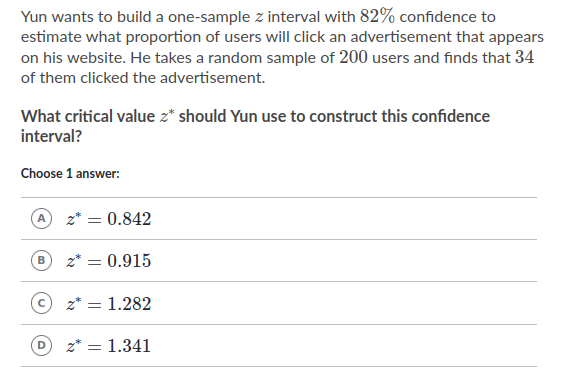 Yun wants to build a one-sample z interval with 82% confidence to
estimate what proportion of users will click an advertisement that appears
on his website. He takes a random sample of 200 users and finds that 34
of them clicked the advertisement.
What critical value z* should Yun use to construct this confidence
interval?
Choose 1 answer:
A z* = 0.842
B z* = 0.915
C z* = 1.282
D z* = 1.341